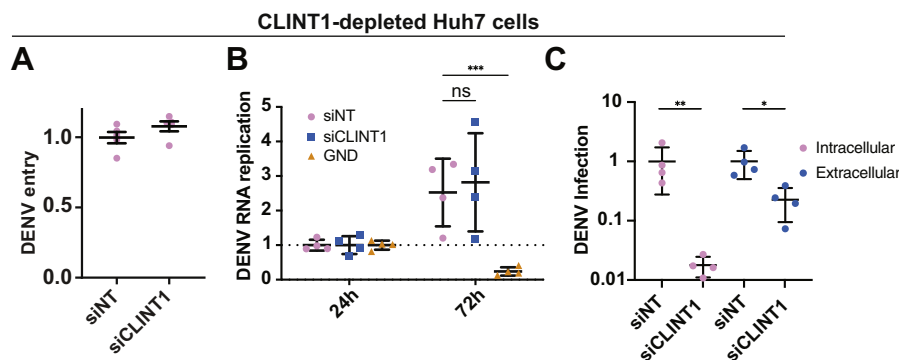 CLINT1-depleted Huh7 cells
A
DENV entry
1.0
0.5
0.0
siNT
siCLINT1
B
DENV RNA replication
5
4
3
2
1
0
***
ns
siNT
siCLINT1
GND
24h
72h
C
DENV Infection
10
1
0.1
0.01
**
*
Intracellular
Extracellular
siNT
siCLINT1
siNT
siCLINT1